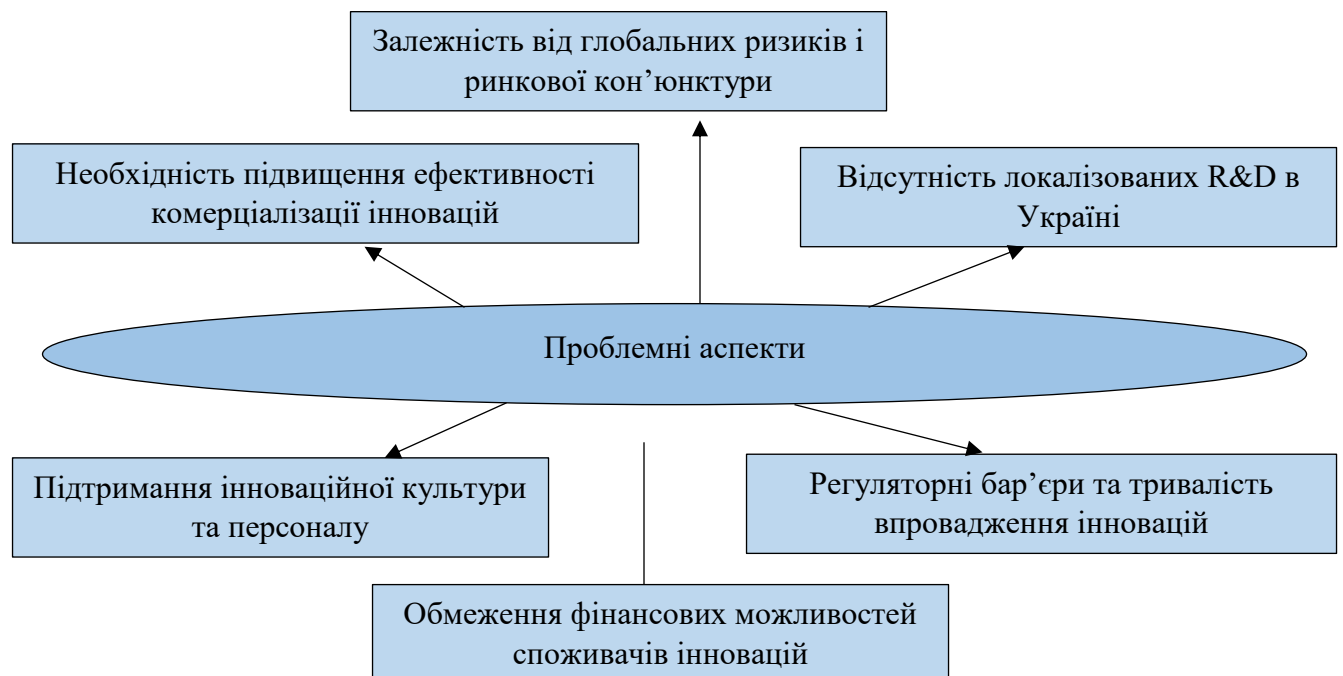 Залежність від глобальних ризиків і
ринкової кон’юнктури
Необхідність підвищення ефективності
комерціалізації інновацій
Відсутність локалізованих R&D в
Україні
Проблемні аспекти
Підтримання інноваційної культури
та персоналу
Регуляторні бар’єри та тривалість
впровадження інновацій
Обмеження фінансових можливостей
споживачів інновацій